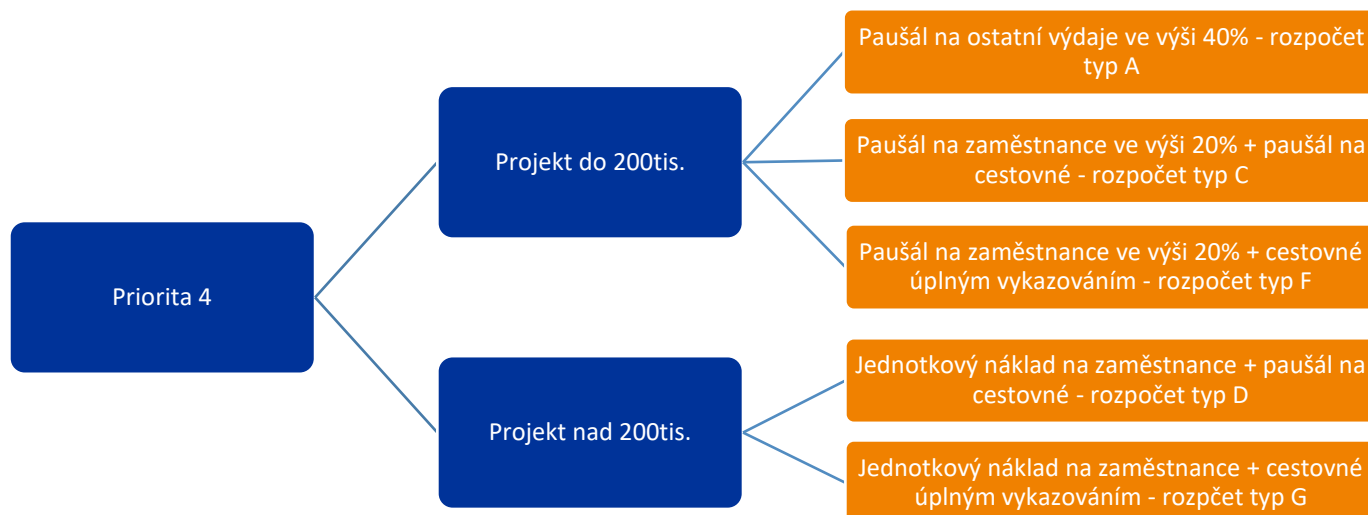 Priorita 4
Projekt do 200tis.
Paušál na ostatní výdaje ve výši 40% - rozpočet
typ A
Paušál na zaměstnance ve výši 20% + paušál na
cestovné - rozpočet typ C
Paušál na zaměstnance ve výši 20% + cestovné
úplným vykazováním - rozpočet typ F
Projekt nad 200tis.
Jednotkový náklad na zaměstnance + paušál na
cestovné - rozpočet typ D
Jednotkový náklad na zaměstnance + cestovné
úplným vykazováním - rozpčet typ G